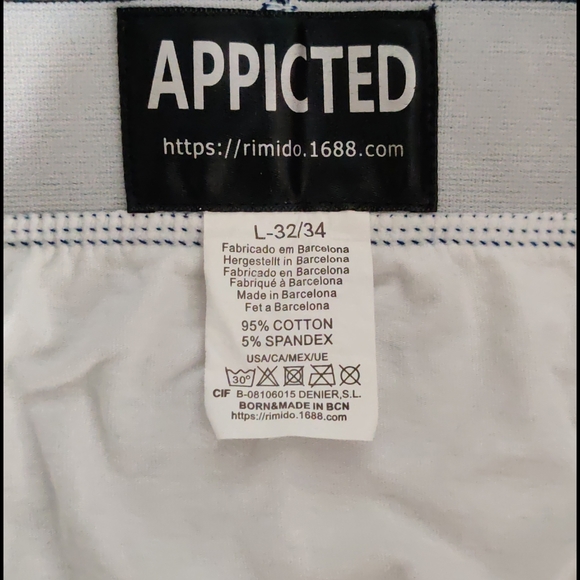 APPICTED
https://rimido.1688.com
L-32/34
Fabricado em Barcelona
Hergestellt in Barcelona
Fabricado en Barcelona
Fabriqué à Barcelona
Made in Barcelona
Fet a Barcelona
95% COTTON
5% SPANDEX
USA/CA/MEX/UE
30°
CIF B-08106015 DENIER,S.L.
BORN&MADE IN BCN
https://rimido.1688.com